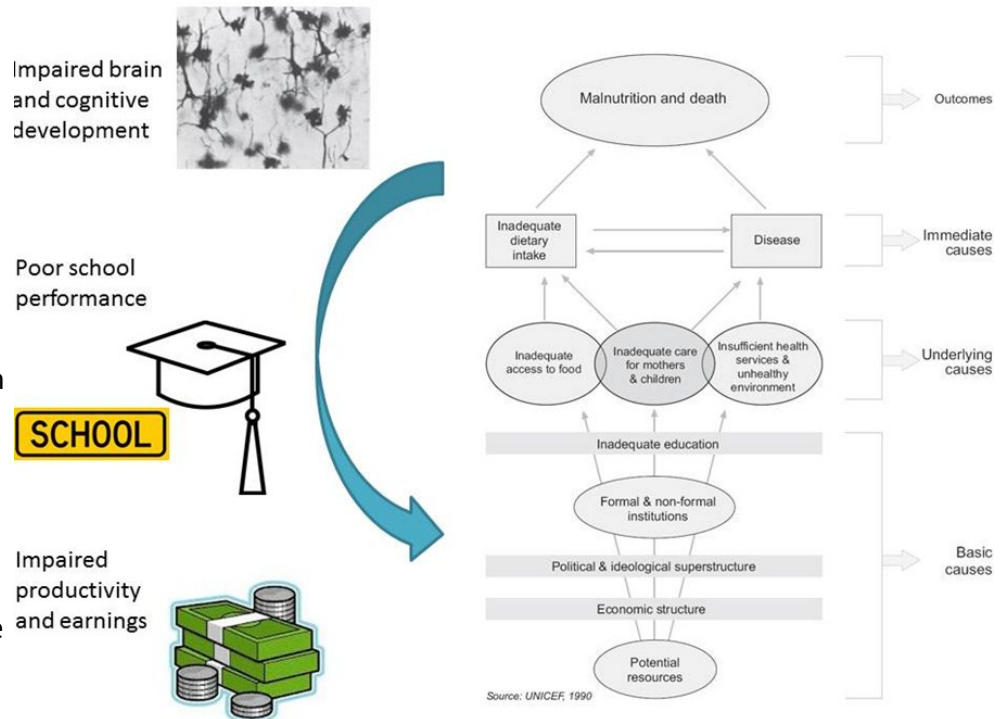 Impaired brain
and cognitive
development
Poor school
performance
n
SCHOOL
Impaired
productivity
and earnings
e
Malnutrition and death
Outcomes
Inadequate
dietary
intake
Disease
Immediate
causes
Inadequate
access to food
Inadequate care
for mothers
& children
Insufficient health
services &
unhealthy
environment
Underlying
causes
Inadequate education
Formal & non-formal
institutions
Political & ideological superstructure
Economic structure
Basic
causes
Potential
resources
Source: UNICEF, 1990